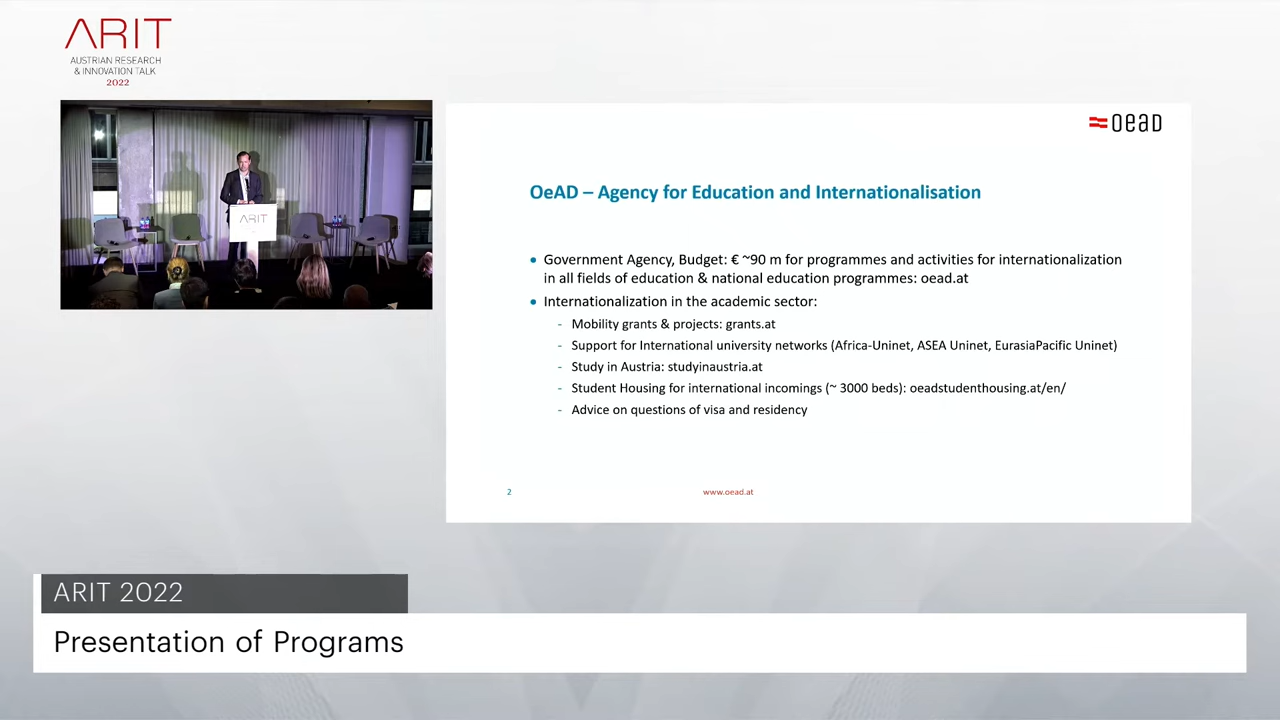 ARIT
AUSTRIAN RESEARCH
& INNOVATION TALK
2022
ARIT
oead
OeAD – Agency for Education and Internationalisation
• Government Agency, Budget: € ~90 m for programmes and activities for internationalization
in all fields of education & national education programmes: oead.at
• Internationalization in the academic sector:
- Mobility grants & projects: grants.at
- Support for International university networks (Africa-Uninet, ASEA Uninet, EurasiaPacific Uninet)
- Study in Austria: studyinaustria.at
- Student Housing for international incomings (~ 3000 beds): oeadstudenthousing.at/en/
- Advice on questions of visa and residency
2
www.oead.at
ARIT 2022
Presentation of Programs